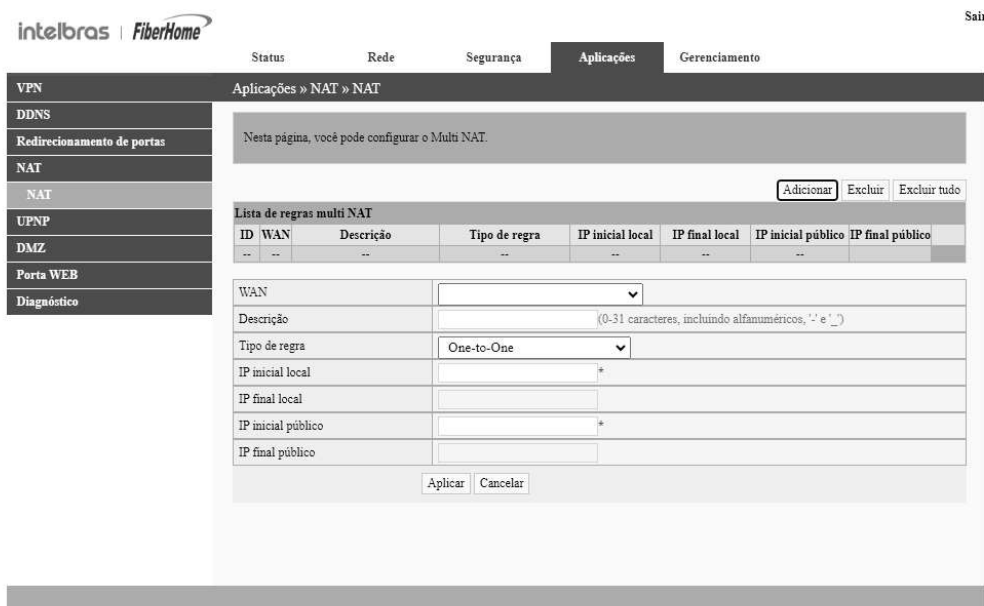 intelbras | FiberHome
Sair
Status Rede Segurança Aplicações Gerenciamento
VPN
DDNS
Redirecionamento de portas
NAT
NAT
UPNP
DMZ
Porta WEB
Diagnóstico
Aplicações » NAT » NAT
Nesta página, você pode configurar o Multi NAT.
Adicionar Excluir Excluir tudo
Lista de regras multi NAT
ID WAN Descrição Tipo de regra IP inicial local IP final local IP inicial público IP final público
-- -- -- -- -- -- --
WAN
Descrição (0-31 caracteres, incluindo alfanuméricos, '-' e '_')
Tipo de regra One-to-One
IP inicial local *
IP final local
IP inicial público *
IP final público
Aplicar Cancelar